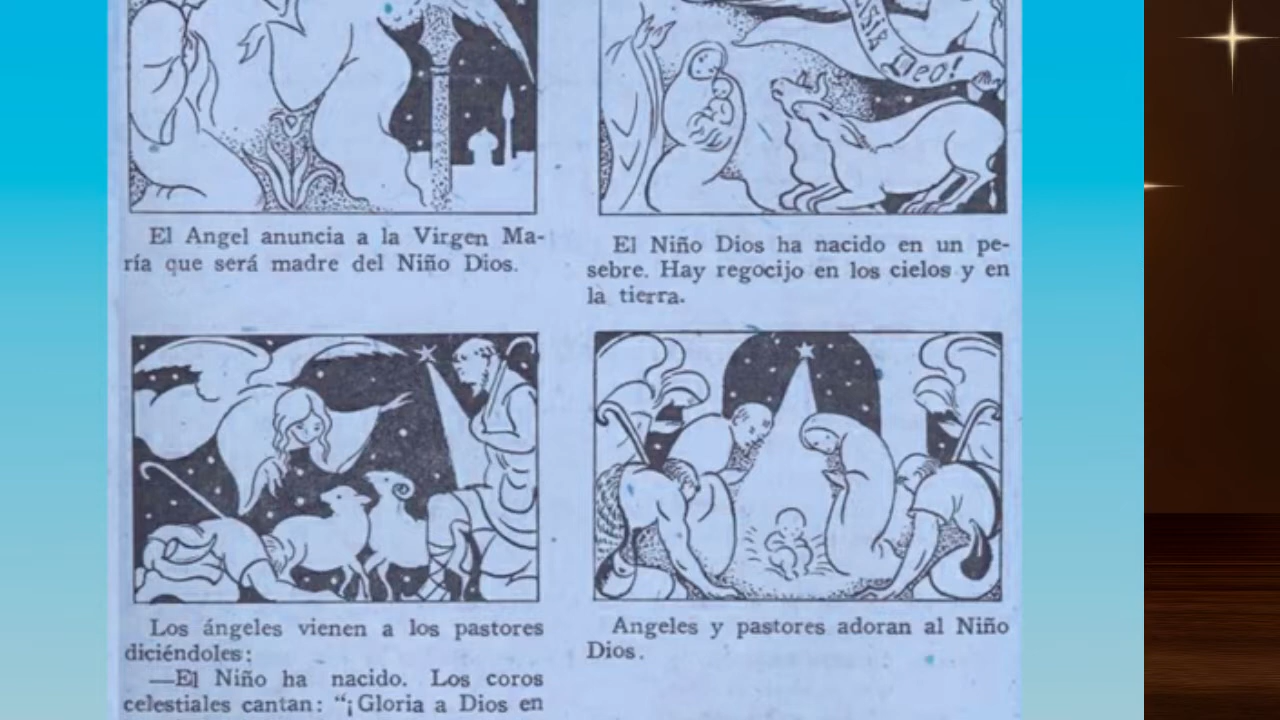 Deo!
El Angel anuncia a la Virgen Ma-
ría que será madre del Niño Dios.
El Niño Dios ha nacido en un pe-
sebre. Hay regocijo en los cielos y en
la tierra.
Los ángeles vienen a los pastores
diciéndoles:
—El Niño ha nacido. Los coros
celestiales cantan: "¡Gloria a Dios en
Angeles y pastores adoran al Niño
Dios.